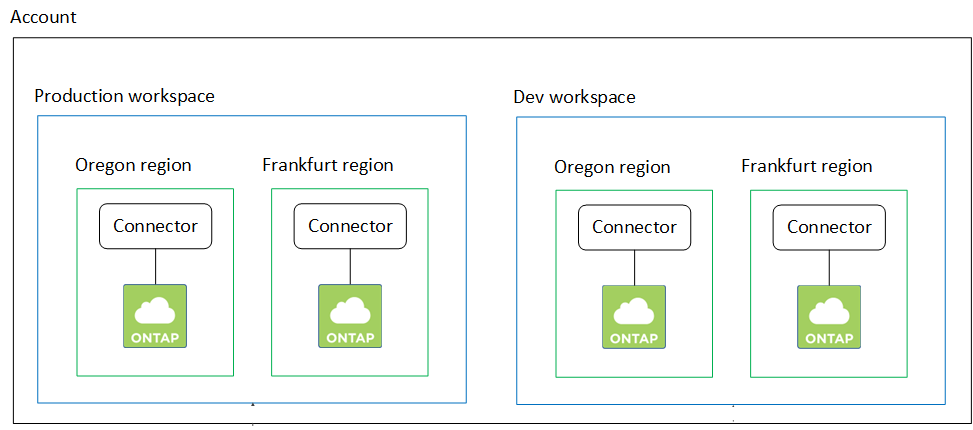 Account
Production workspace
Dev workspace
Oregon region
Frankfurt region
Oregon region
Frankfurt region
Connector
Connector
Connector
Connector
ONTAP
ONTAP
ONTAP
ONTAP